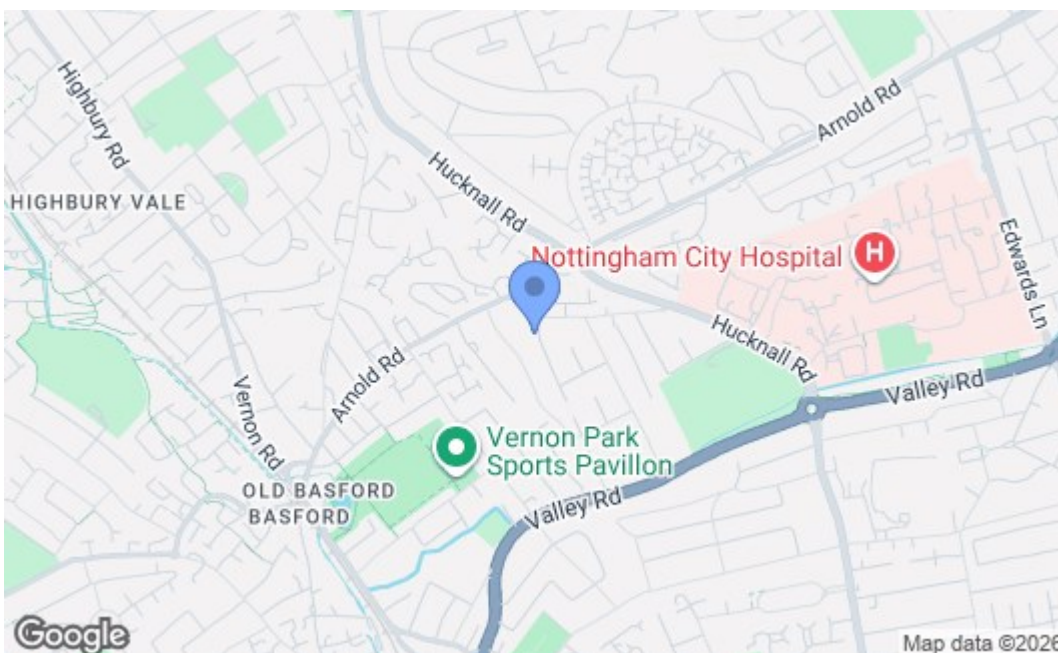 Highbury Rd
Arnold Rd
Hucknall Rd
HIGHBURY VALE
Edwards Ln
Nottingham City Hospital
H
Hucknall Rd
Arnold Rd
Vernon Rd
Valley Rd
Vernon Park
Sports Pavillon
OLD BASFORD
BASFORD
Valley Rd
Google
Map data ©2026